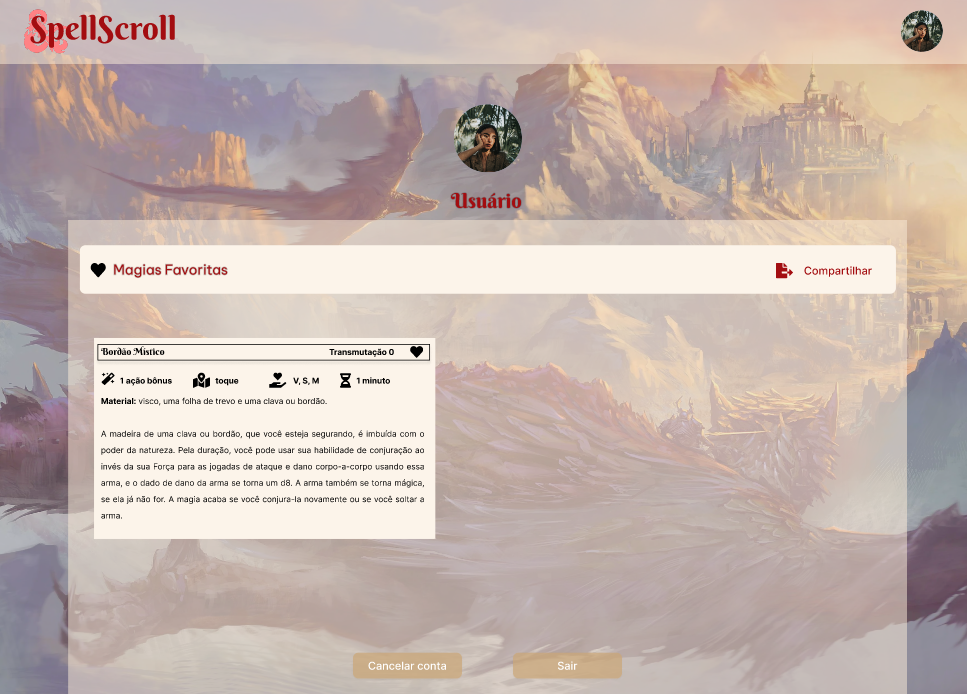 SpellScroll
Usuário
Magias Favoritas
Compartilhar
Bordão Místico
Transmutação 0
1 ação bônus
toque
V, S, M
1 minuto
Material: visco, uma folha de trevo e uma clava ou bordão.
A madeira de uma clava ou bordão, que você esteja segurando, é imbuída com o
poder da natureza. Pela duração, você pode usar sua habilidade de conjuração ao
invés da sua Força para as jogadas de ataque e dano corpo-a-corpo usando essa
arma, e o dado de dano da arma se torna um d8. A arma também se torna mágica,
se ela já não for. A magia acaba se você conjura-la novamente ou se você soltar a
arma.
Cancelar conta
Sair